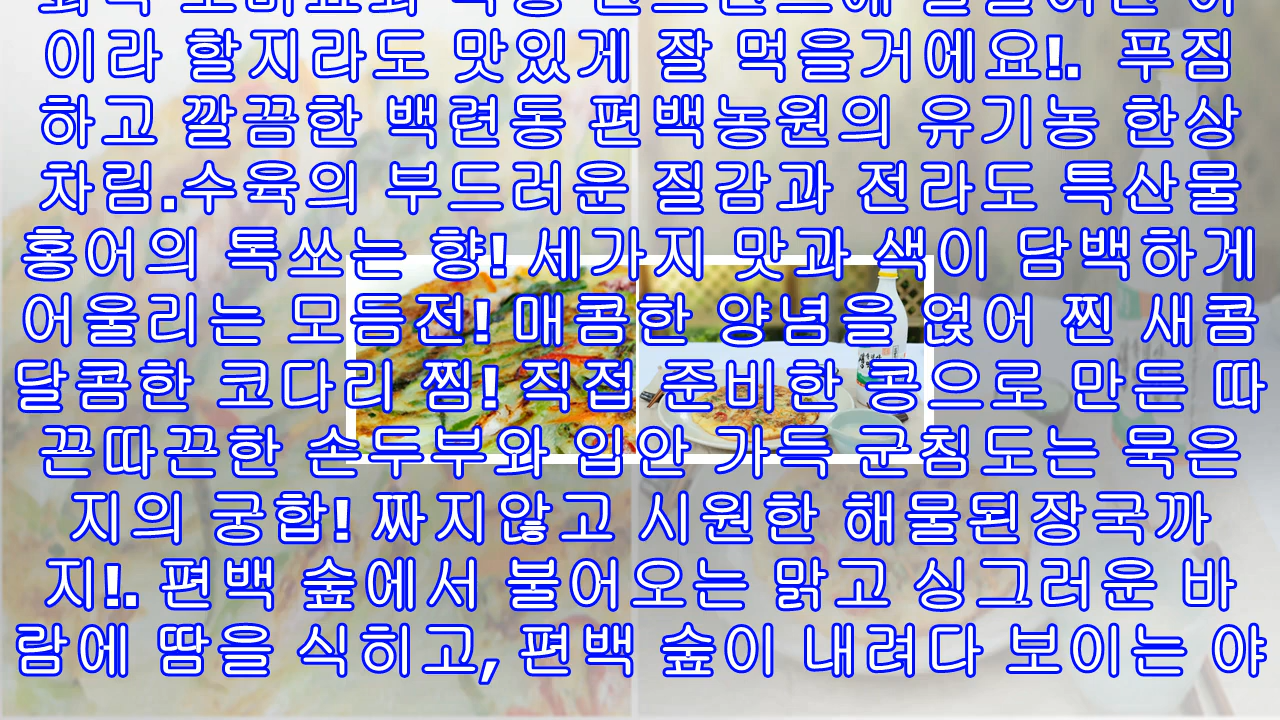 이라 할지라도 맛있게 잘 먹을거에요!. 푸짐
하고 깔끔한 백련동 편백농원의 유기농 한상
차림.수육의 부드러운 질감과 전라도 특산물
홍어의 톡쏘는 향! 세가지 맛과 색이 담백하게
어울리는 모듬전! 매콤한 양념을 얹어 찐 새콤
달콤한 코다리 찜! 직접 준비한 콩으로 만든 따
끈따끈한 손두부와 입안 가득 군침도는 묵은
지의 궁합! 짜지않고 시원한 해물된장국까
지!. 편백 숲에서 불어오는 맑고 싱그러운 바
람에 땀을 식히고, 편백 숲이 내려다 보이는 야